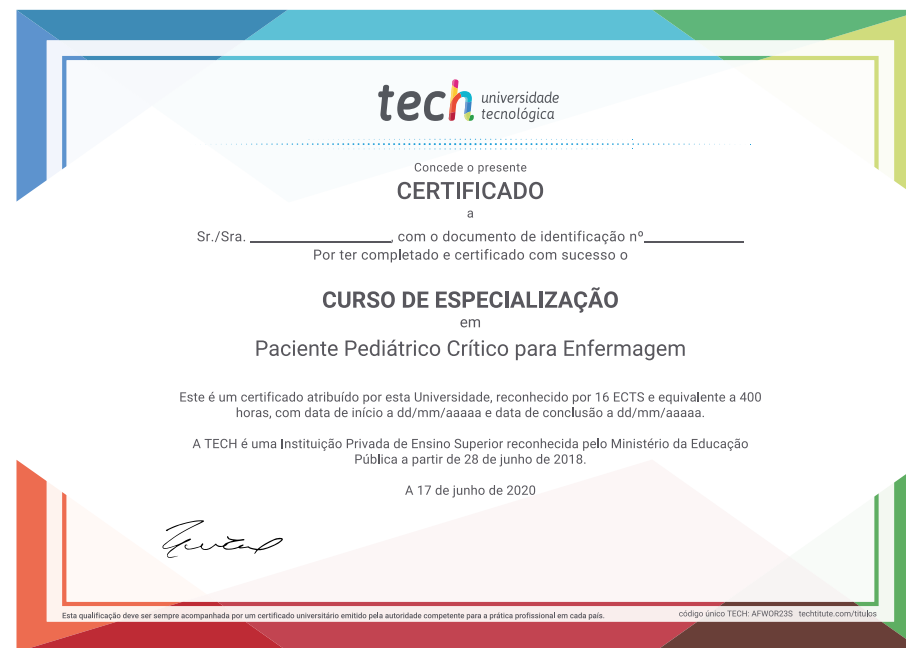 tech universidade
tecnológica
Concede o presente
CERTIFICADO
a
Sr./Sra. ________________, com o documento de identificação nº____________
Por ter completado e certificado com sucesso o
CURSO DE ESPECIALIZAÇÃO
em
Paciente Pediátrico Crítico para Enfermagem
Este é um certificado atribuído por esta Universidade, reconhecido por 16 ECTS e equivalente a 400
horas, com data de início a dd/mm/aaaaa e data de conclusão a dd/mm/aaaaa.
A TECH é uma Instituição Privada de Ensino Superior reconhecida pelo Ministério da Educação
Pública a partir de 28 de junho de 2018.
A 17 de junho de 2020
Esta qualificação deve ser sempre acompanhada por um certificado universitário emitido pela autoridade competente para a prática profissional em cada país.
código único TECH: AFWOR23S techtitute.com/titulos